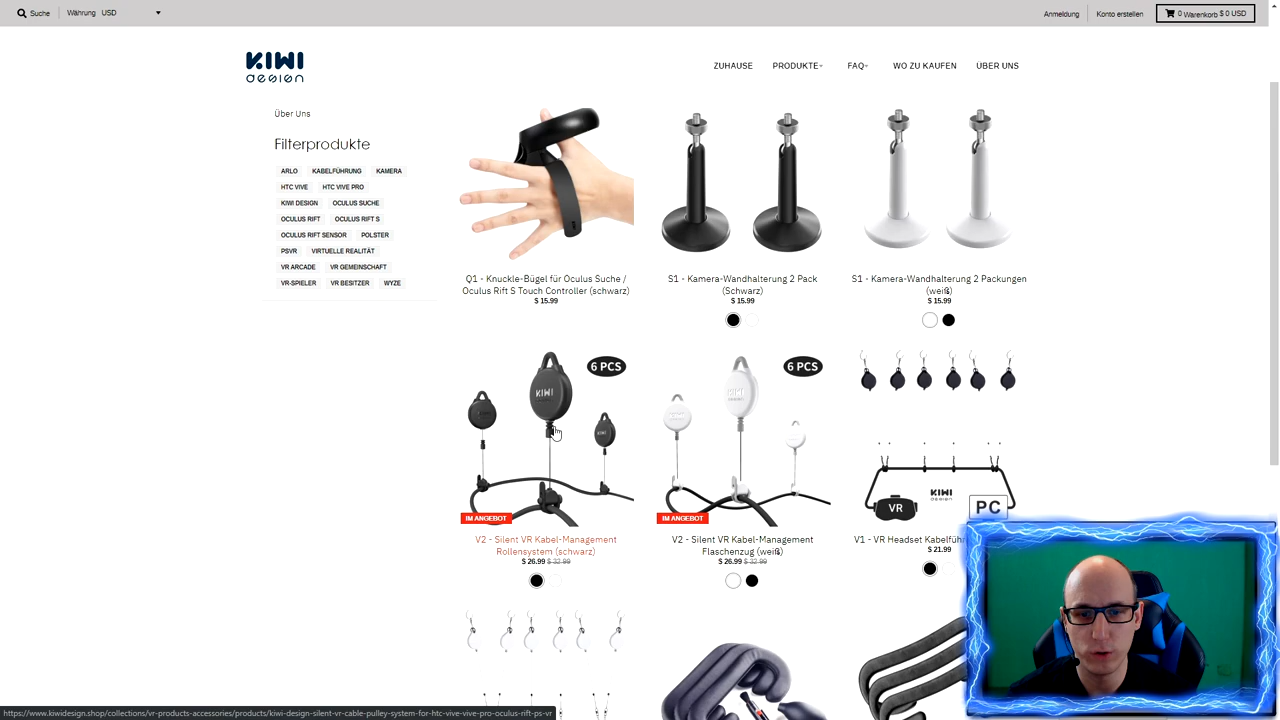 Suche
Währung USD
Anmeldung
Konto erstellen
0 Warenkorb $ 0 USD
KIWI
design
ZUHAUSE
PRODUKTE
FAQ
WO ZU KAUFEN
ÜBER UNS
Über Uns
Filterprodukte
ARLO KABELFÜHRUNG KAMERA
HTC VIVE HTC VIVE PRO
KIWI DESIGN OCULUS SUCHE
OCULUS RIFT OCULUS RIFT S
OCULUS RIFT SENSOR POLSTER
PSVR VIRTUELLE REALITÄT
VR ARCADE VR GEMEINSCHAFT
VR-SPIELER VR BESITZER WYZE
Q1 - Knuckle-Bügel für Oculus Suche /
Oculus Rift S Touch Controller (schwarz)
$ 15.99
S1 - Kamera-Wandhalterung 2 Pack
(Schwarz)
$ 15.99
S1 - Kamera-Wandhalterung 2 Packungen
(weiß)
$ 15.99
6 PCS
KIWI
KIWI
IM ANGEBOT
V2 - Silent VR Kabel-Management
Rollensystem (schwarz)
$ 26.99 $ 32.99
6 PCS
KIWI
IM ANGEBOT
V2 - Silent VR Kabel-Management
Flaschenzug (weiß)
$ 26.99 $ 32.99
KIWI
design
VR
PC
V1 - VR Headset Kabelführ
$ 21.99
https://www.kiwidesign.shop/collections/vr-products-accessories/products/kiwi-design-silent-vr-cable-pulley-system-for-htc-vive-vive-pro-oculus-rift-ps-vr